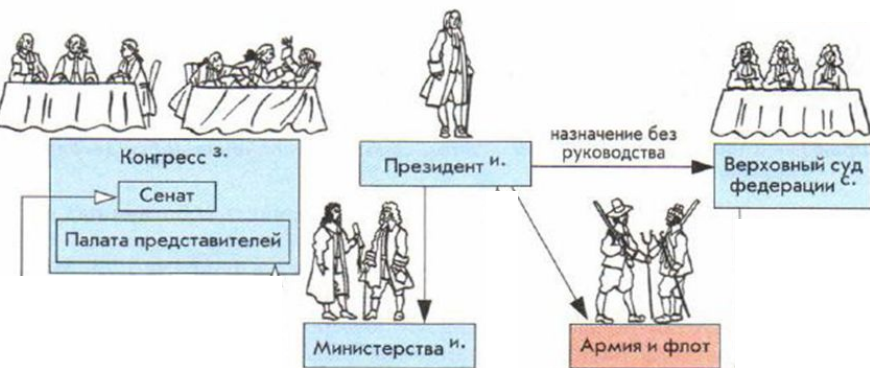 Конгресс з.
Сенат
Палата представителей
Президент и.
назначение без
руководства
Верховный суд
федерации с.
Министерства и.
Армия и флот